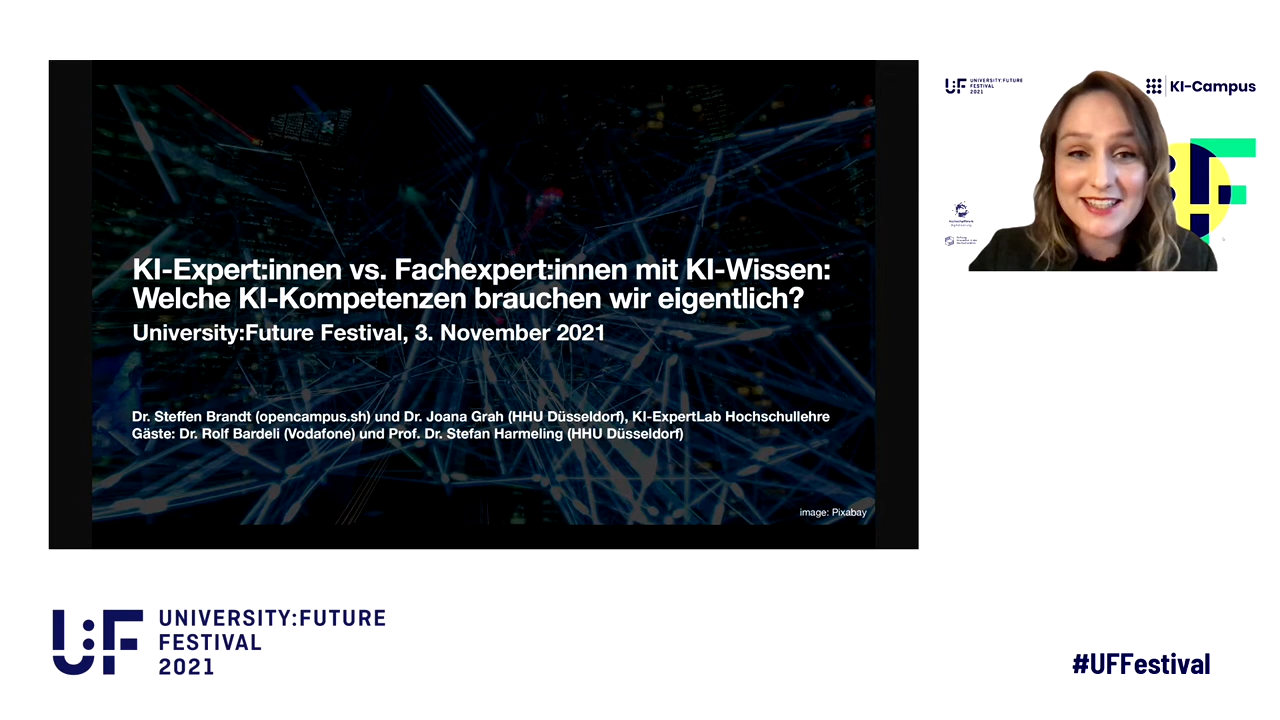 KI-Expert:innen vs. Fachexpert:innen mit KI-Wissen:
Welche KI-Kompetenzen brauchen wir eigentlich?
University:Future Festival, 3. November 2021
Dr. Steffen Brandt (opencampus.sh) und Dr. Joana Grah (HHU Düsseldorf), KI-ExpertLab Hochschullehre
Gäste: Dr. Rolf Bardeli (Vodafone) und Prof. Dr. Stefan Harmeling (HHU Düsseldorf)
image: Pixabay
U:F UNIVERSITY:FUTURE
FESTIVAL
2021
KI-Campus
U:F UNIVERSITY:FUTURE
FESTIVAL
2021
#UFFestival